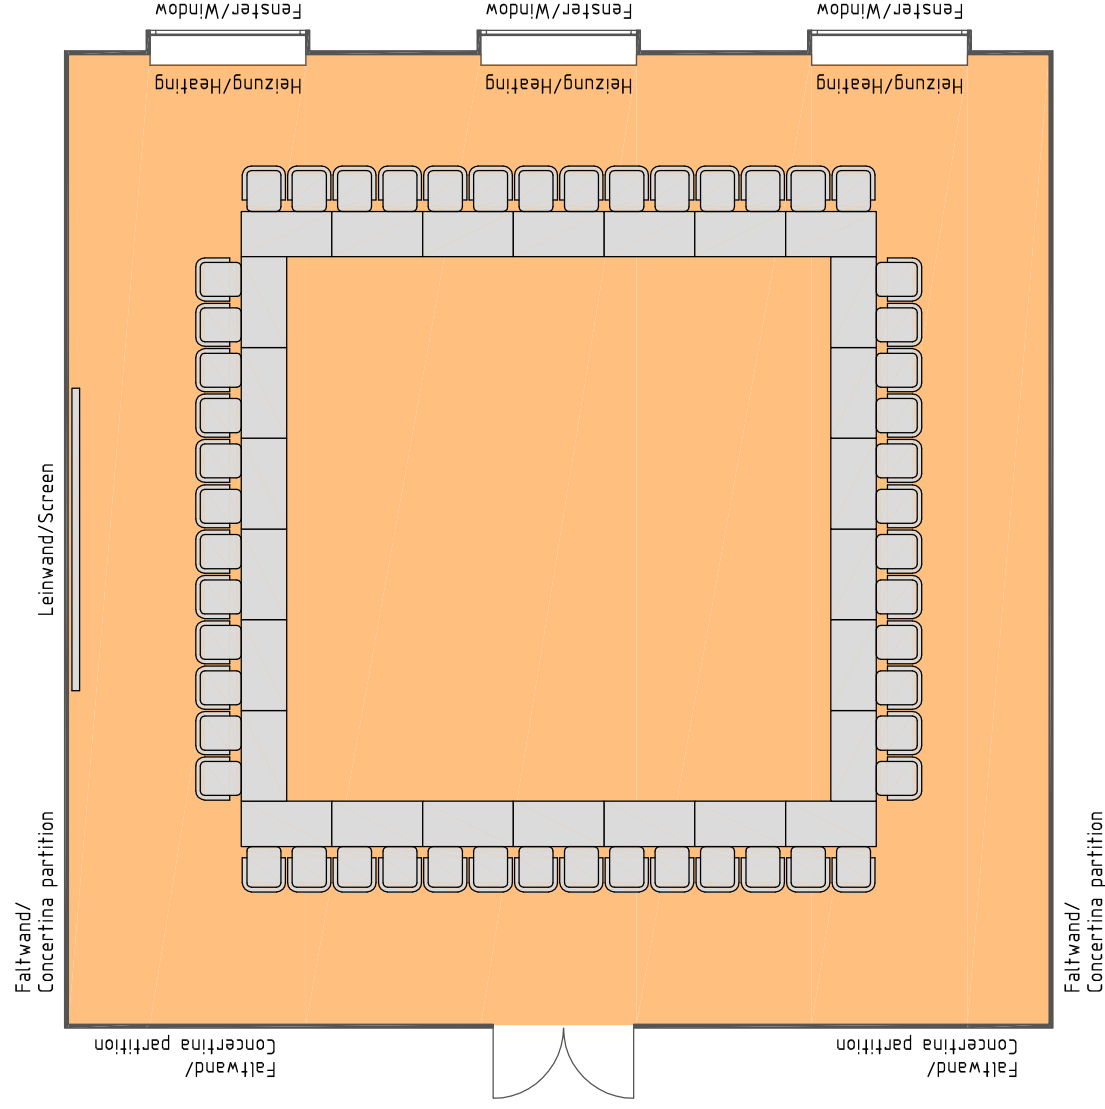 Fenster/Window
Fenster/Window
Fenster/Window
Heizung/Heating
Heizung/Heating
Heizung/Heating
Leinwand/Screen
Faltwand/
Concertina partition
Faltwand/
Concertina partition
Faltwand/
Concertina partition
Faltwand/
Concertina partition